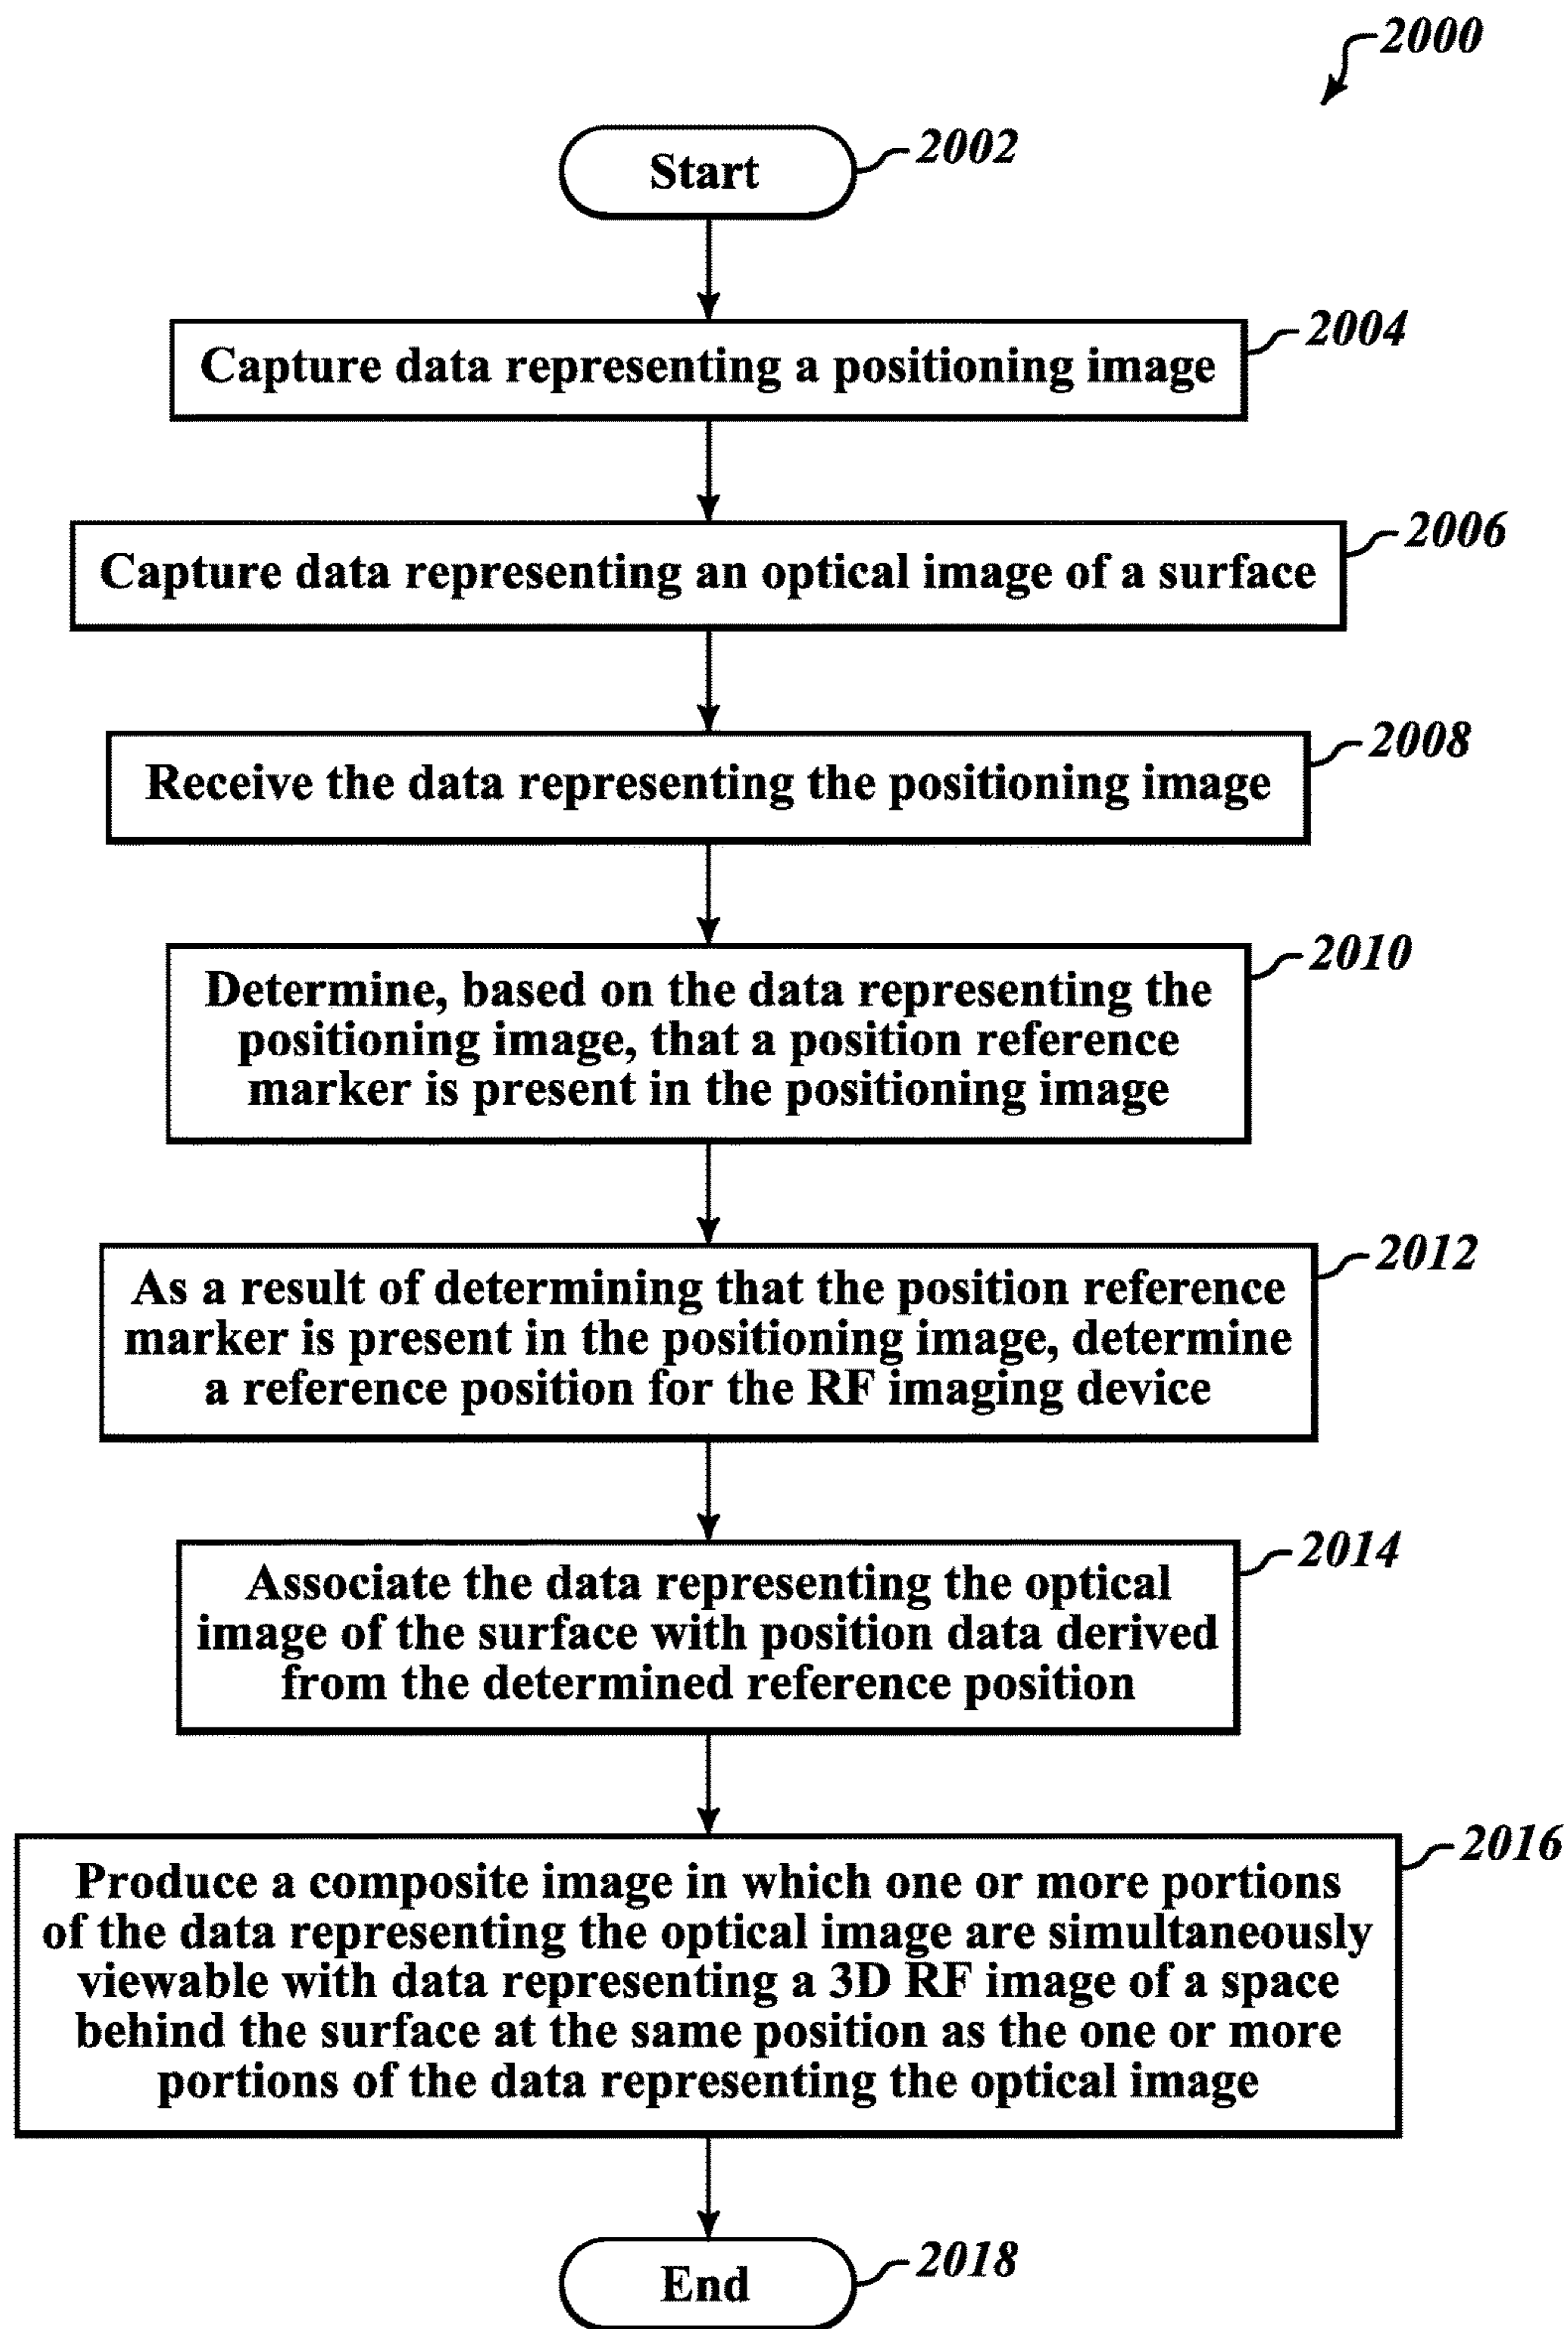 2000
Start
2002
Capture data representing a positioning image
2004
Capture data representing an optical image of a surface
2006
Receive the data representing the positioning image
2008
Determine, based on the data representing the
positioning image, that a position reference
marker is present in the positioning image
2010
As a result of determining that the position reference
marker is present in the positioning image, determine
a reference position for the RF imaging device
2012
Associate the data representing the optical
image of the surface with position data derived
from the determined reference position
2014
Produce a composite image in which one or more portions
of the data representing the optical image are simultaneously
viewable with data representing a 3D RF image of a space
behind the surface at the same position as the one or more
portions of the data representing the optical image
2016
End
2018